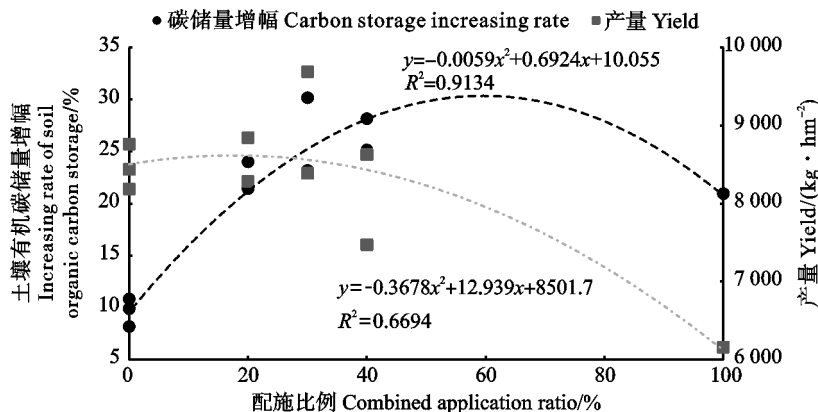 ● 碳储量增幅 Carbon storage increasing rate ■ 产量 Yield
土壤有机碳储量增幅
Increasing rate of soil
organic carbon storage/%
35
30
25
20
15
10
5
y=-0.0059x²+0.6924x+10.055
R²=0.9134
y=-0.3678x²+12.939x+8501.7
R²=0.6694
10 000
9 000
8 000
7 000
6 000
产量 Yield/(kg·hm⁻²)
0 20 40 60 80 100
配施比例 Combined application ratio/%